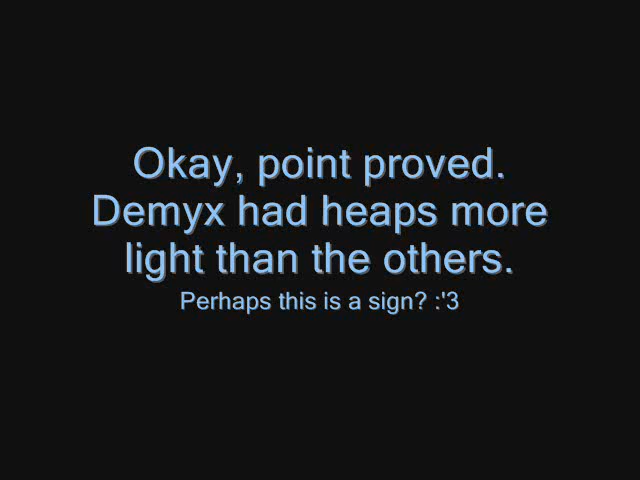 Okay, point proved.
Demyx had heaps more
light than the others.
Perhaps this is a sign? :'3